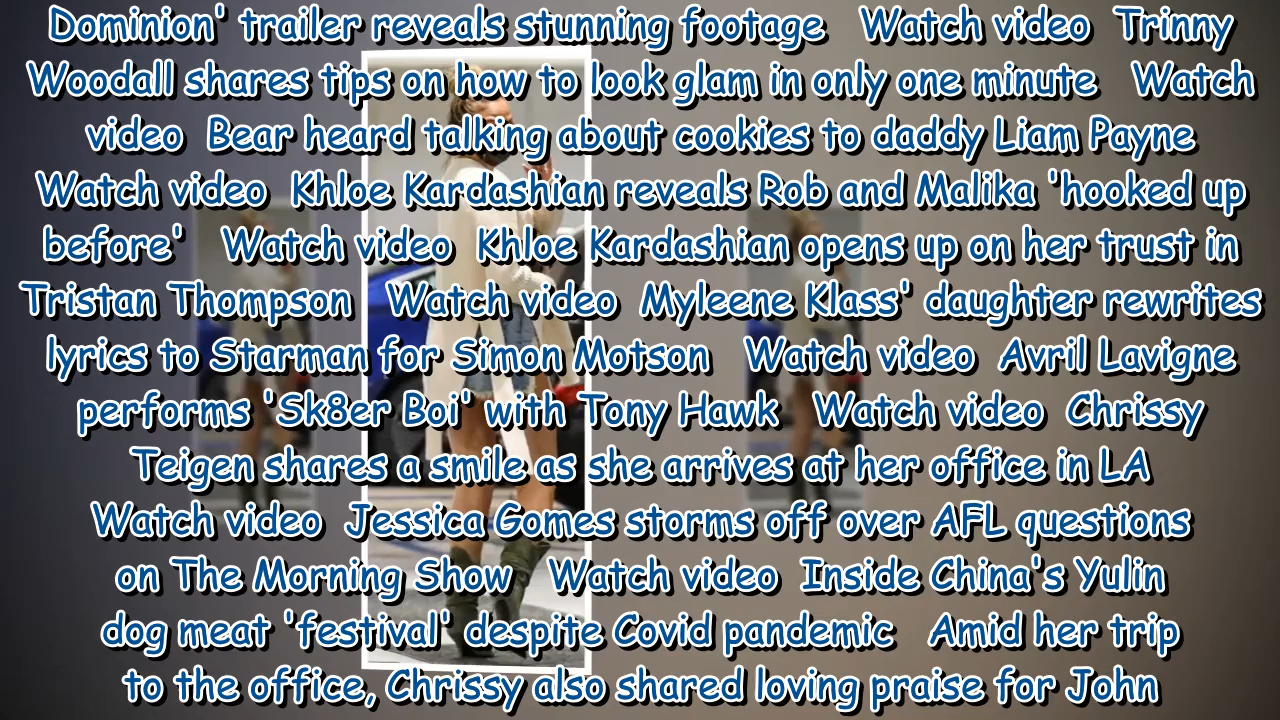 Dominion' trailer reveals stunning footage Watch video Trinny
Woodall shares tips on how to look glam in only one minute Watch
video Bear heard talking about cookies to daddy Liam Payne
Watch video Khloe Kardashian reveals Rob and Malika 'hooked up
before' Watch video Khloe Kardashian opens up on her trust in
Tristan Thompson Watch video Myleene Klass' daughter rewrites
lyrics to Starman for Simon Motson Watch video Avril Lavigne
performs 'Sk8er Boi' with Tony Hawk Watch video Chrissy
Teigen shares a smile as she arrives at her office in LA
Watch video Jessica Gomes storms off over AFL questions
on The Morning Show Watch video Inside China's Yulin
dog meat 'festival' despite Covid pandemic Amid her trip
to the office, Chrissy also shared loving praise for John